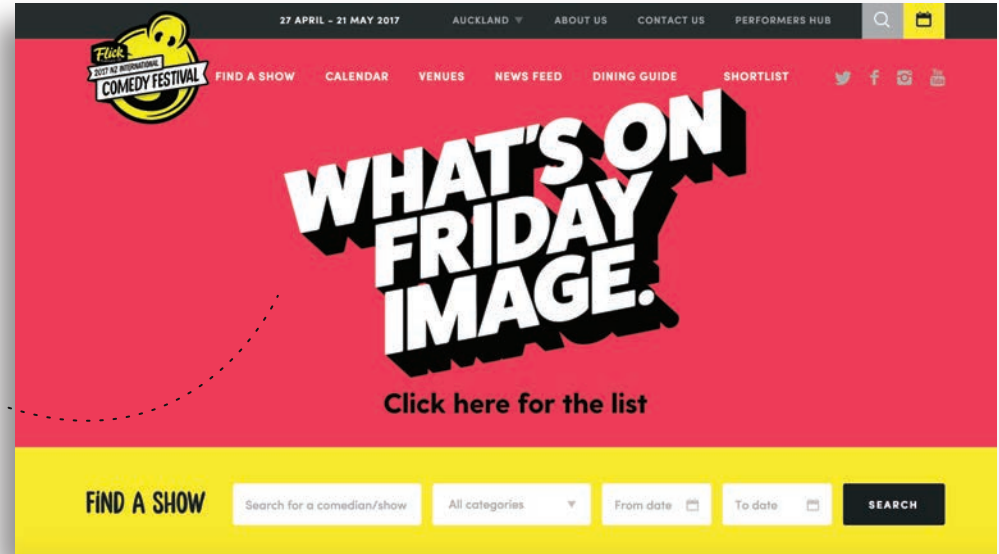 27 APRIL – 21 MAY 2017
AUCKLAND
ABOUT US
CONTACT US
PERFORMERS HUB
Flick
2017 NZ INTERNATIONAL
COMEDY FESTIVAL
FIND A SHOW
CALENDAR
VENUES
NEWS FEED
DINING GUIDE
SHORTLIST
You
Tube
WHAT'S ON
FRIDAY
IMAGE.
Click here for the list
FIND A SHOW
Search for a comedian/show
All categories
From date
To date
SEARCH